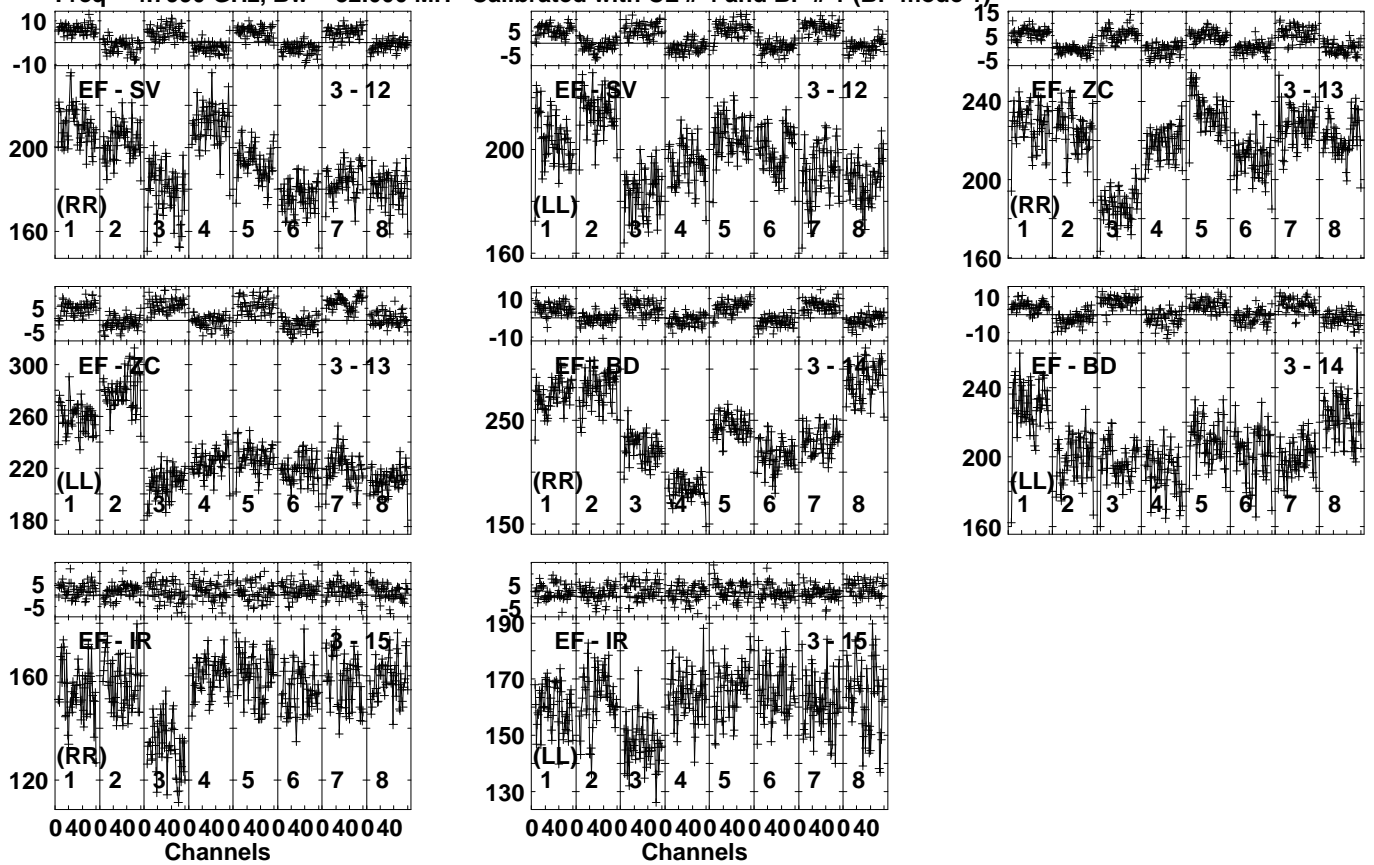 10
-10
EF - SV 3 - 12
200
160
(RR)
1 2 3 4 5 6 7 8
5
-5
EF - SV 3 - 12
200
160
(LL)
1 2 3 4 5 6 7 8
15
5
-5
EF - ZC 3 - 13
240
200
160
(RR)
1 2 3 4 5 6 7 8
5
-5
EF - ZC 3 - 13
300
260
220
180
(LL)
1 2 3 4 5 6 7 8
10
-10
EF - BD 3 - 14
250
150
(RR)
1 2 3 4 5 6 7 8
10
-10
EF - BD 3 - 14
240
200
160
(LL)
1 2 3 4 5 6 7 8
5
-5
EF - IR 3 - 15
160
120
(RR)
1 2 3 4 5 6 7 8
0 40 0 40 0 40 0 40 0 40 0 40 0 40 0 40
Channels
5
-5
EF - IR 3 - 15
190
170
150
130
(LL)
1 2 3 4 5 6 7 8
0 40 0 40 0 40 0 40 0 40 0 40 0 40 0 40
Channels